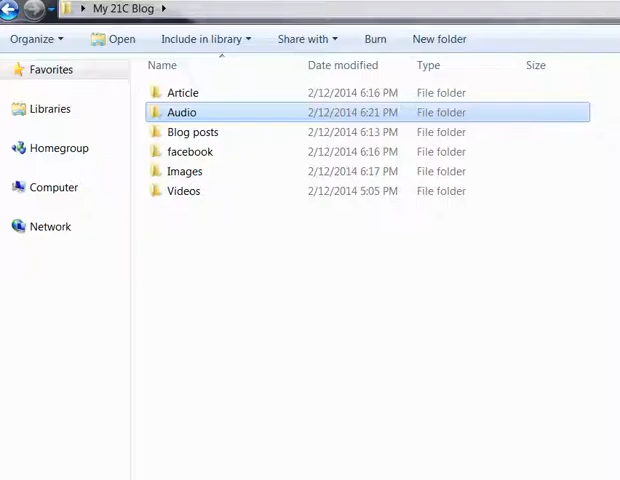 My 21C Blog
Organize Open Include in library Share with Burn New folder
Favorites
Libraries
Homegroup
Computer
Network
Name Date modified Type Size
Article 2/12/2014 6:16 PM File folder
Audio 2/12/2014 6:21 PM File folder
Blog posts 2/12/2014 6:13 PM File folder
facebook 2/12/2014 6:16 PM File folder
Images 2/12/2014 6:17 PM File folder
Videos 2/12/2014 5:05 PM File folder